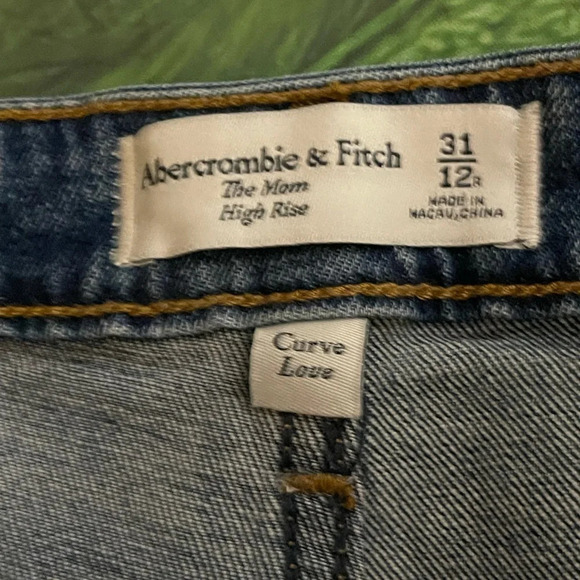 Abercrombie & Fitch
The Mom
High Rise
31
12R
MADE IN
MACAU, CHINA
Curve
Love